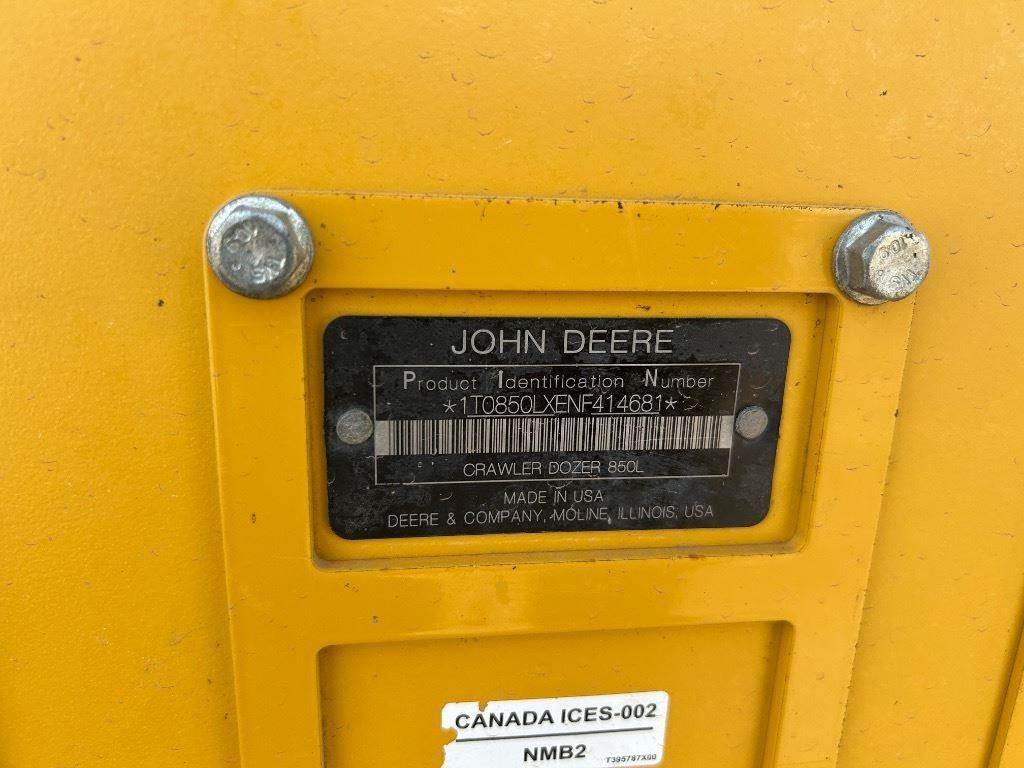 JOHN DEERE
Product Identification Number
*1T0850LXENF414681*
CRAWLER DOZER 850L
MADE IN USA
DEERE & COMPANY, MOLINE, ILLINOIS, USA
CANADA ICES-002
NMB2
T395787X00